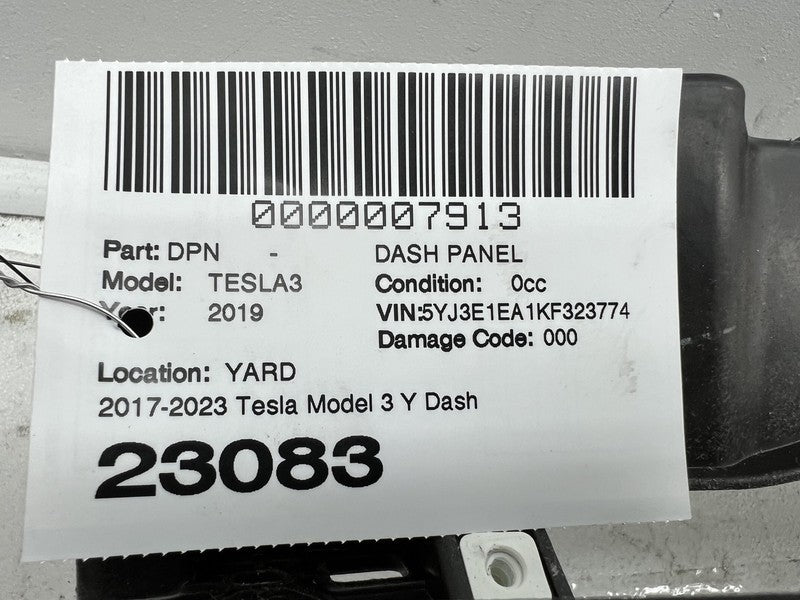 0000007913
Part: DPN - DASH PANEL
Model: TESLA3 Condition: 0cc
Year: 2019 VIN:5YJ3E1EA1KF323774
Damage Code: 000
Location: YARD
2017-2023 Tesla Model 3 Y Dash
23083